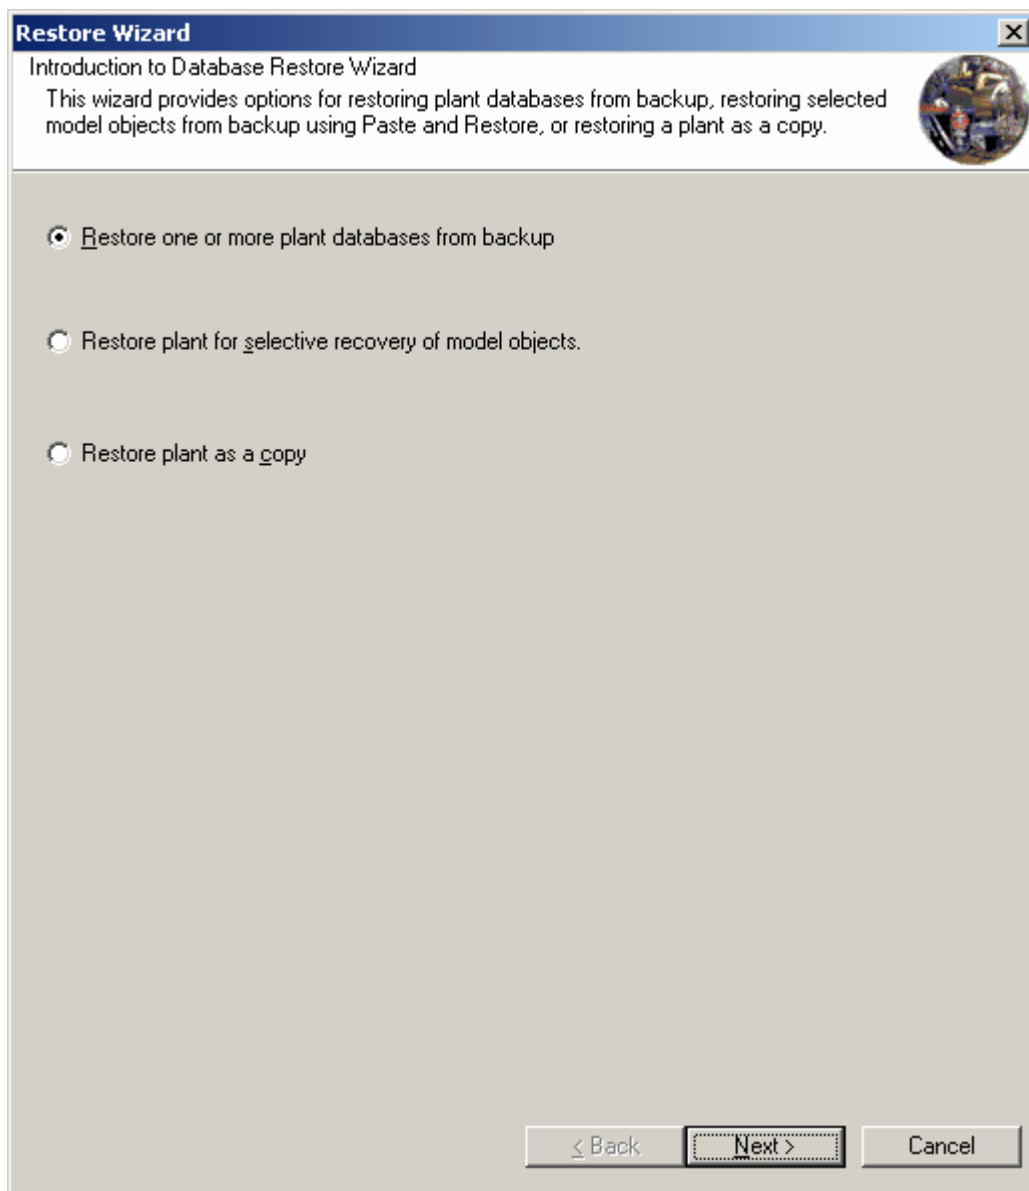 Restore Wizard
Introduction to Database Restore Wizard
This wizard provides options for restoring plant databases from backup, restoring selected
model objects from backup using Paste and Restore, or restoring a plant as a copy.
Restore one or more plant databases from backup
Restore plant for selective recovery of model objects.
Restore plant as a copy
< Back
Next >
Cancel